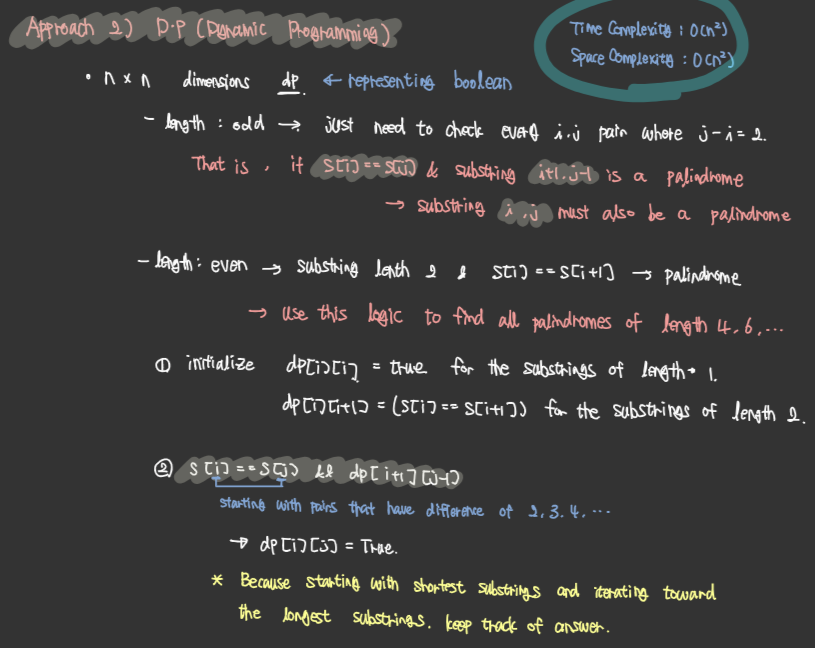 Approach 2) D.P (Dynamic Programming)
Time Complexity : O(n²)
Space Complexity : O(n²)
• n x n dimensions dp. ← representing boolean
- length : odd → just need to check every i, j pair where j - i = 2.
That is, if S[i] == S[j] & substring i+1, j-1 is a palindrome
→ substring i, j must also be a palindrome
- length : even → substring lenth 2 & S[i] == S[i+1] → palindrome
→ use this logic to find all palindromes of length 4, 6, ...
① initialize dp[i][i] = true for the substrings of length 1.
dp[i][i+1] = (S[i] == S[i+1]) for the substrings of length 2.
② S[i] == S[j] && dp[i+1][j-1]
starting with pairs that have difference of 2, 3, 4, ...
→ dp[i][j] = True.
* Because starting with shortest substrings and iterating toward
the longest substrings. keep track of answer.